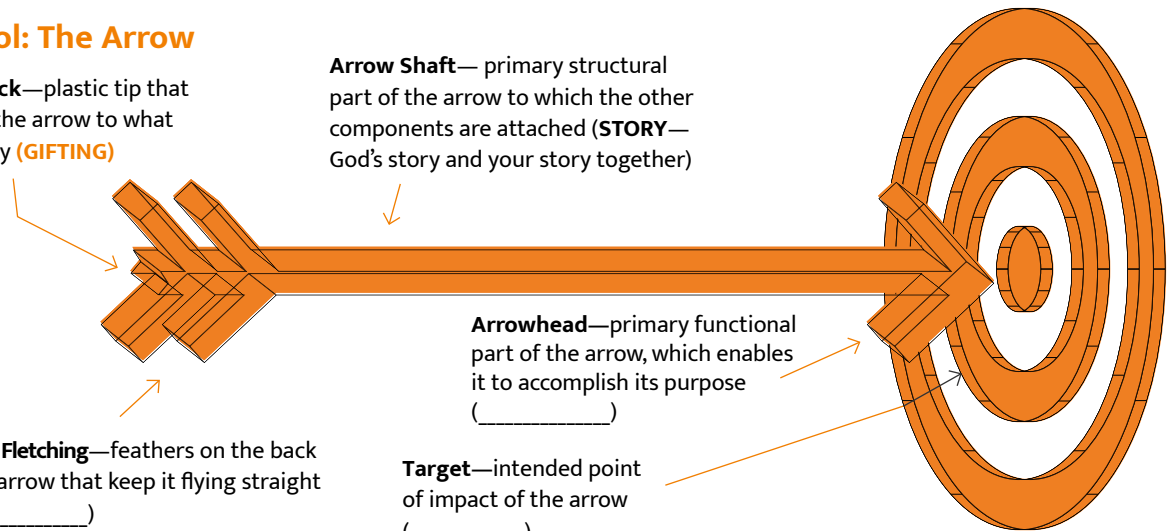 ol: The Arrow
ck—plastic tip that
the arrow to what
y (GIFTING)
Arrow Shaft— primary structural
part of the arrow to which the other
components are attached (STORY—
God's story and your story together)
Arrowhead—primary functional
part of the arrow, which enables
it to accomplish its purpose
(______________)
Fletching—feathers on the back
arrow that keep it flying straight
__________)
Target—intended point
of impact of the arrow
(____________)